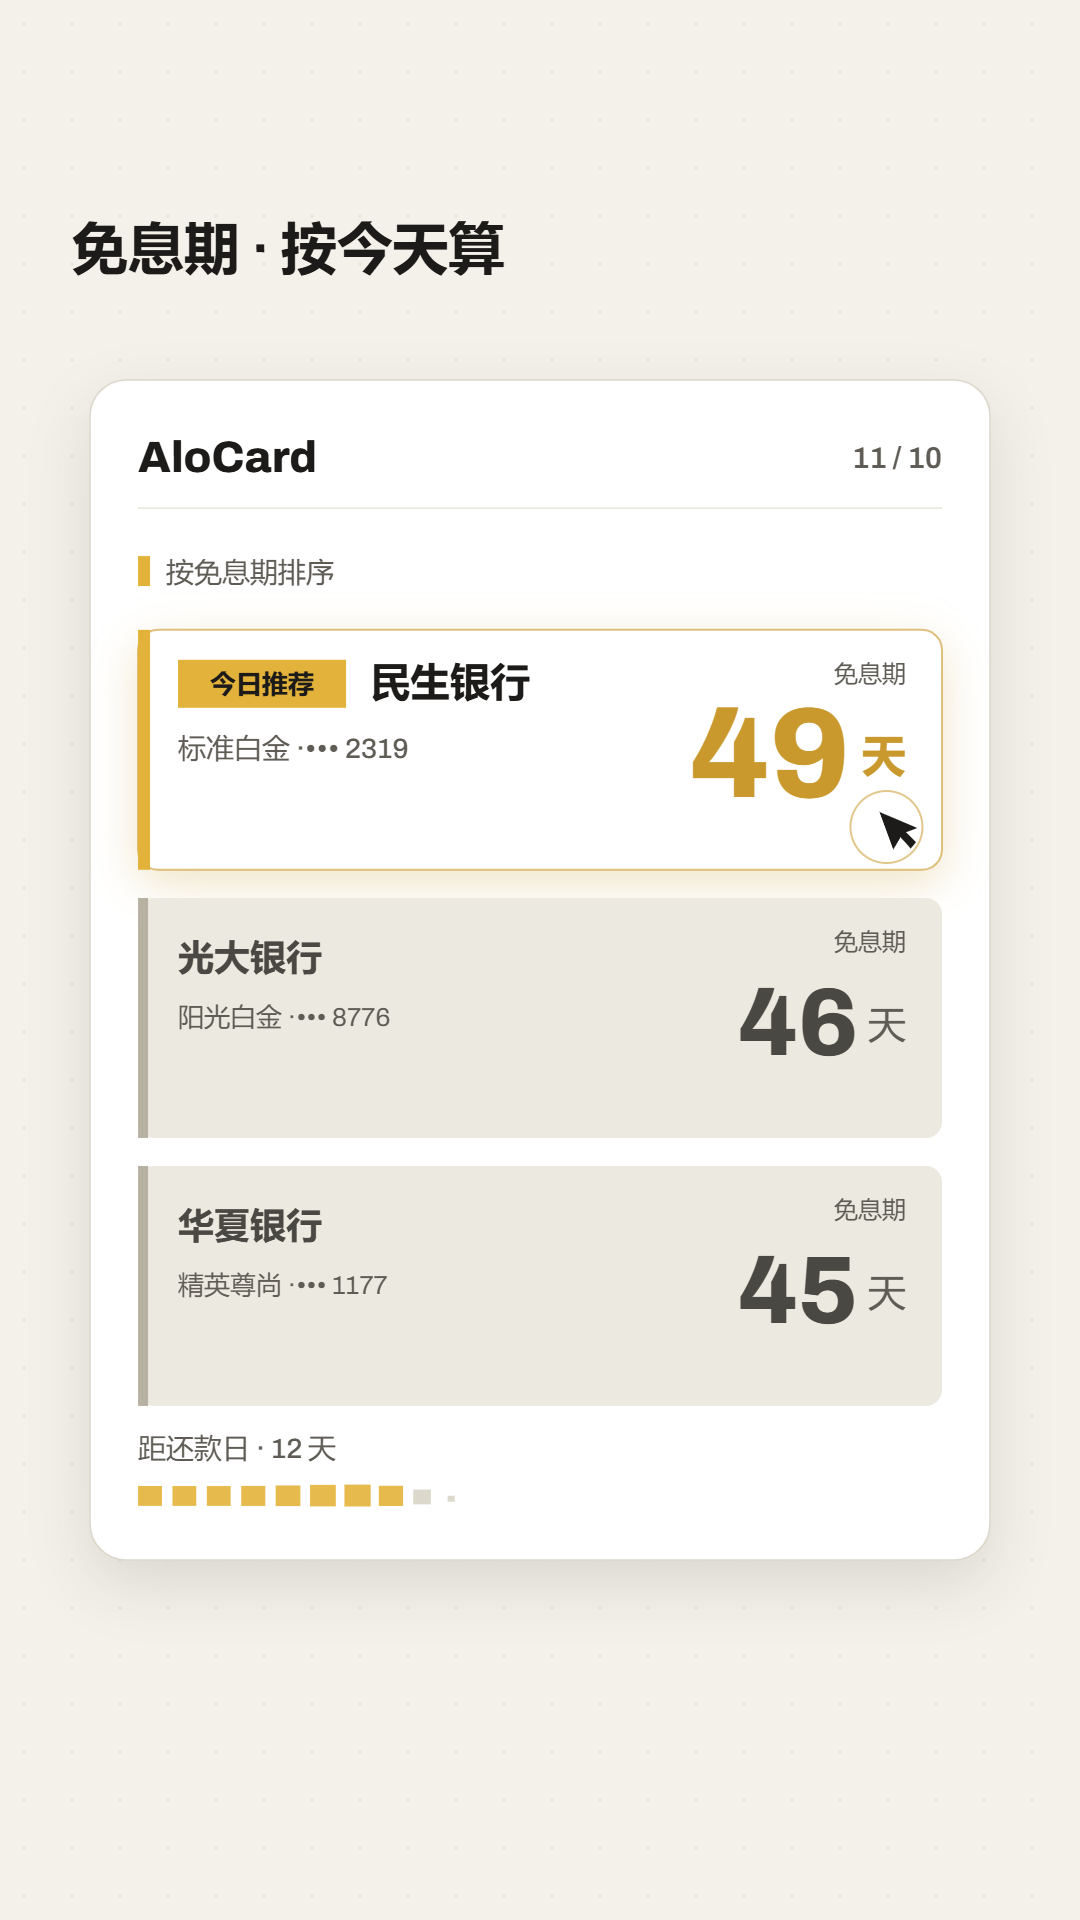 免息期 · 按今天算
AloCard
11 / 10
按免息期排序
今日推荐 民生银行
免息期
标准白金 ·••• 2319
49 天
光大银行
免息期
阳光白金 ·••• 8776
46 天
华夏银行
免息期
精英尊尚 ·••• 1177
45 天
距还款日 · 12 天